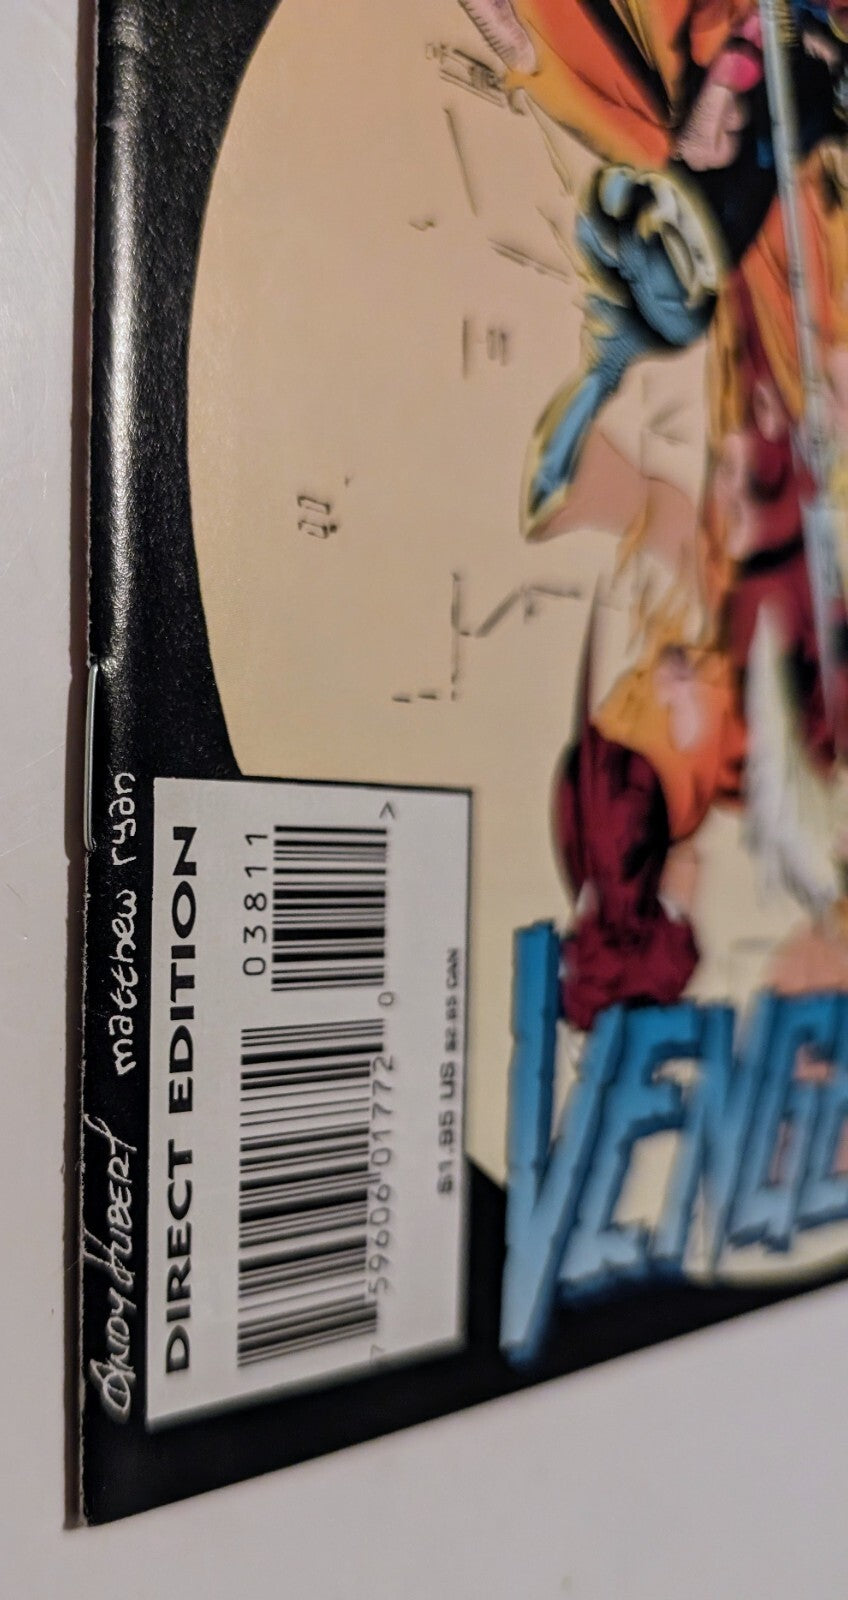 Andy Kubert
matthew ryan
DIRECT EDITION
03811
>
7 59606 01772 0
$1.95 US $2.65 CAN
VENGE